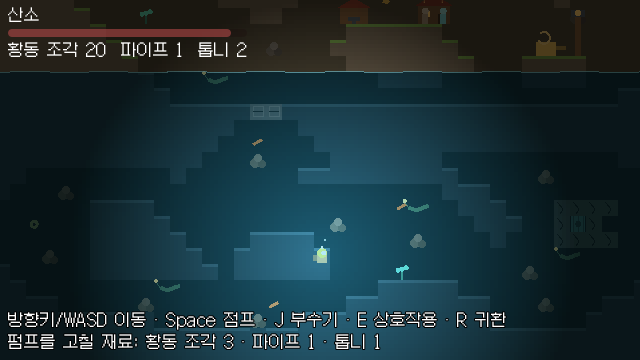 산소
황동 조각 20 파이프 1 톱니 2
방향키/WASD 이동 · Space 점프 · J 부수기 · E 상호작용 · R 귀환
펌프를 고칠 재료: 황동 조각 3 · 파이프 1 · 톱니 1